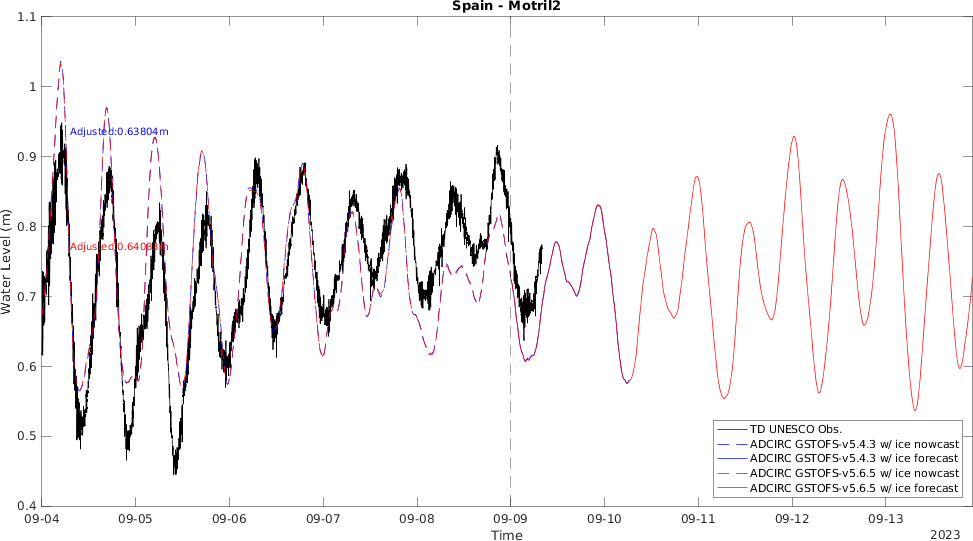 Spain - Motril2
1.1
1
0.9
0.8
0.7
0.6
0.5
0.4
Water Level (m)
Adjusted:0.63804m
TD UNESCO Obs.
ADCIRC GSTOFS-v5.4.3 w/ ice nowcast
ADCIRC GSTOFS-v5.4.3 w/ ice forecast
ADCIRC GSTOFS-v5.6.5 w/ ice nowcast
ADCIRC GSTOFS-v5.6.5 w/ ice forecast
09-04 09-05 09-06 09-07 09-08 09-09 09-10 09-11 09-12 09-13
Time
2023